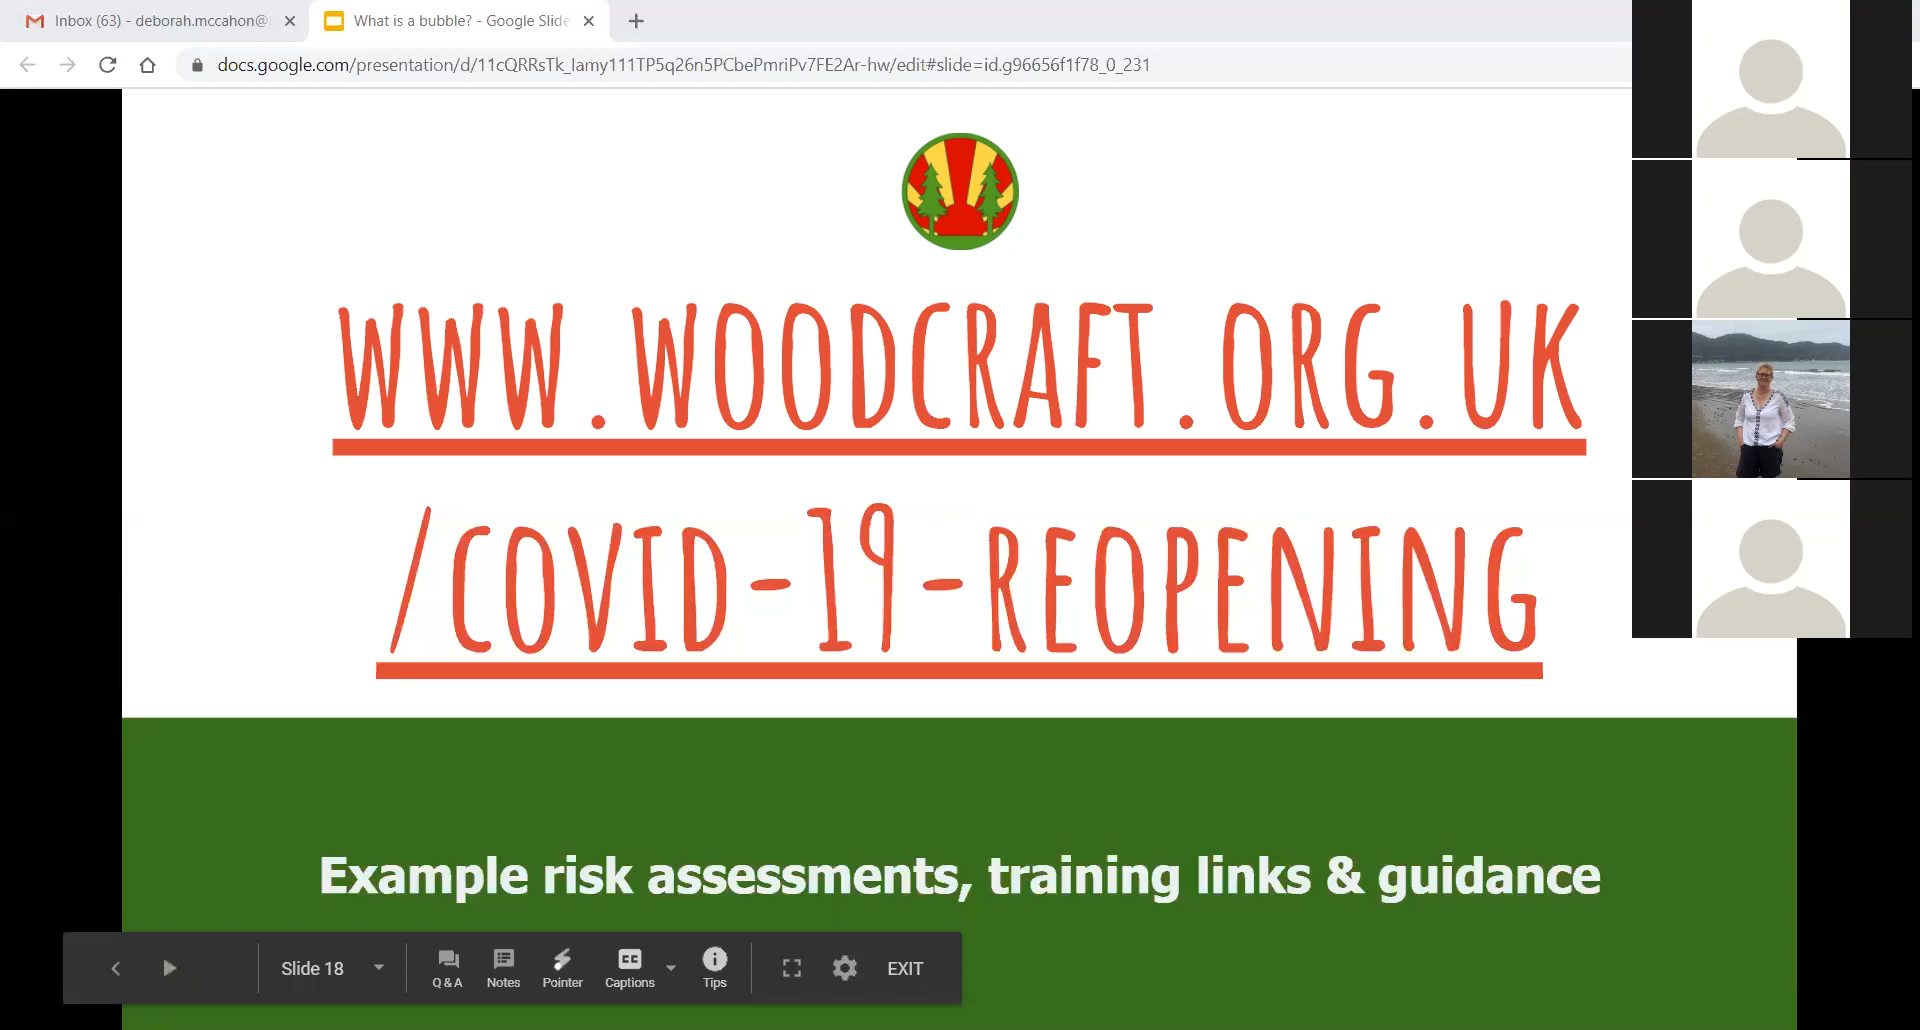 Inbox (63) - deborah.mccahon@
What is a bubble? - Google Slide
docs.google.com/presentation/d/11cQRRsTk_Iamy111TP5q26n5PCbePmriPv7FE2Ar-hw/edit#slide=id.g96656f1f78_0_231
WWW.WOODCRAFT.ORG.UK
/COVID-19-REOPENING
Example risk assessments, training links & guidance
Slide 18
Q & A
Notes
Pointer
CC
Captions
Tips
EXIT